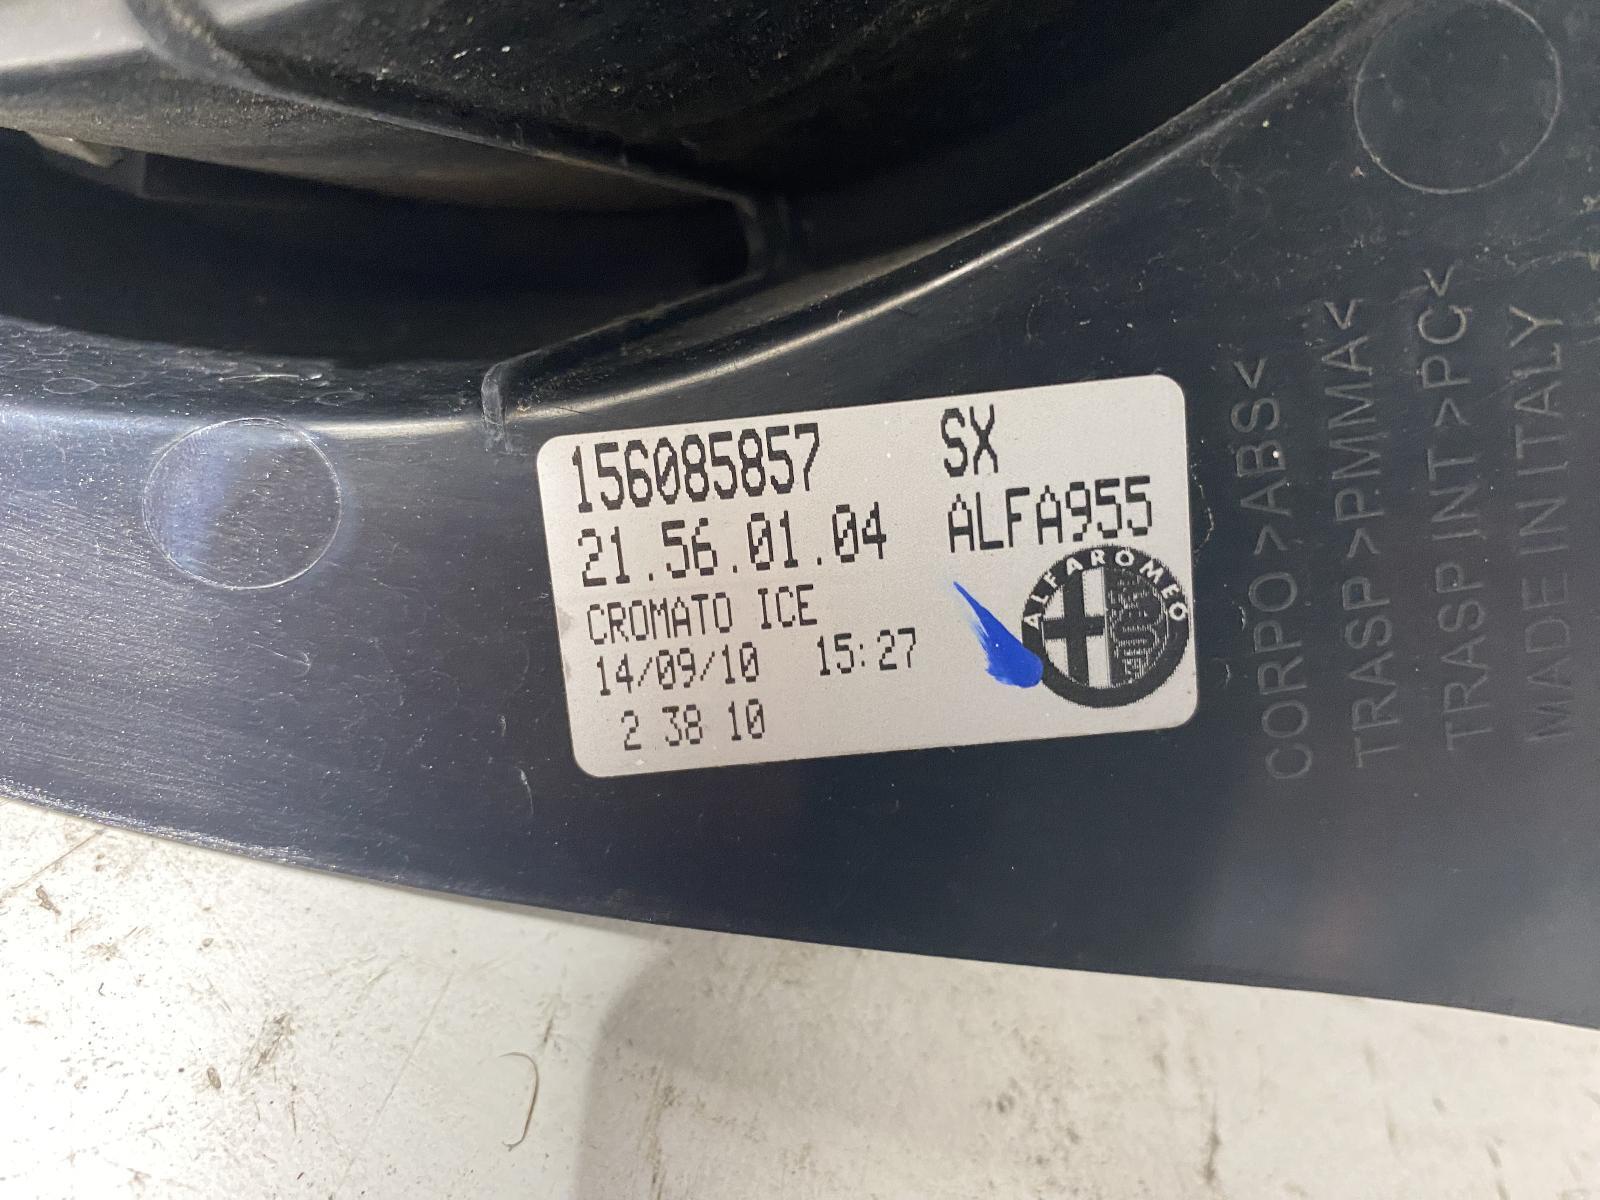 156085857 SX
21.56.01.04 ALFA955
CROMATO ICE
14/09/10 15:27
2 38 10
ALFA ROMEO
CORPO >ABS<
TRASP >PMMA<
TRASP INT >PC<
MADE IN ITALY